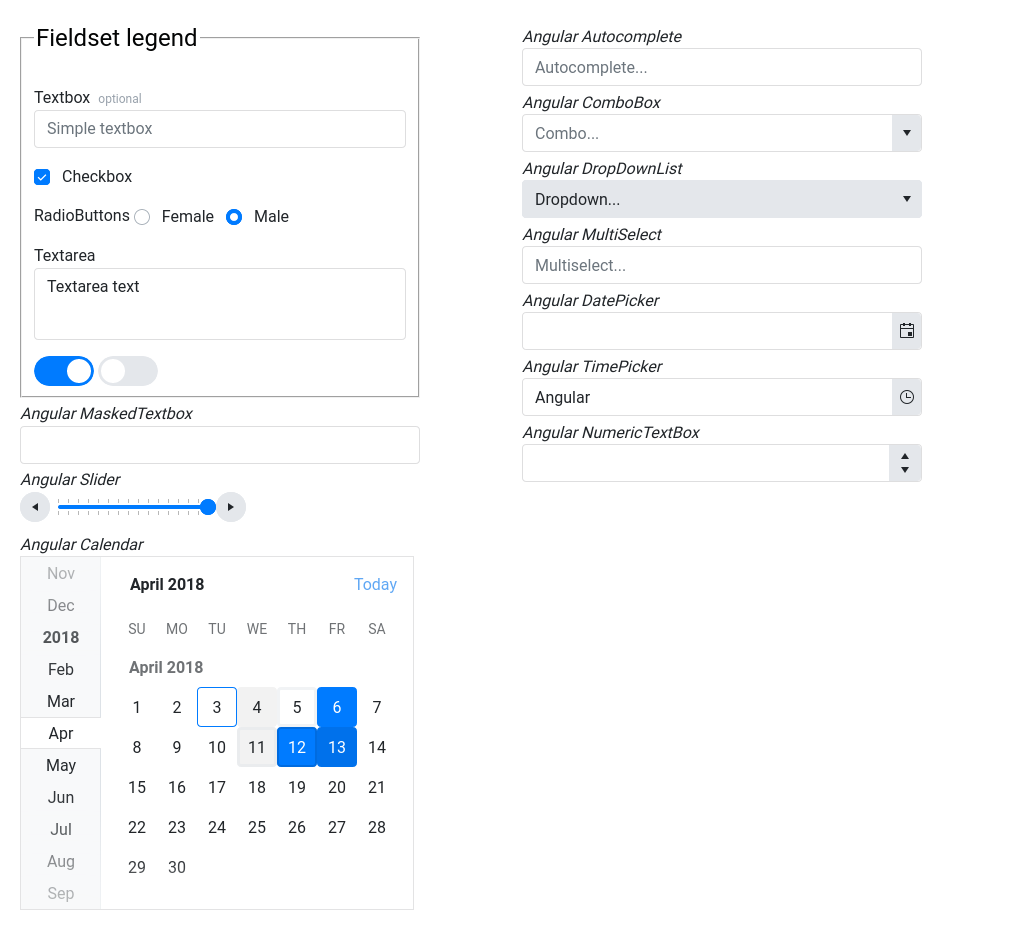 Fieldset legend
Textbox optional
Simple textbox
Checkbox
RadioButtons Female Male
Textarea
Textarea text
Angular MaskedTextbox
Angular Slider
Angular Calendar
Nov
Dec
2018
Feb
Mar
Apr
May
Jun
Jul
Aug
Sep
April 2018 Today
SU MO TU WE TH FR SA
April 2018
1 2 3 4 5 6 7
8 9 10 11 12 13 14
15 16 17 18 19 20 21
22 23 24 25 26 27 28
29 30
Angular Autocomplete
Autocomplete...
Angular ComboBox
Combo...
Angular DropDownList
Dropdown...
Angular MultiSelect
Multiselect...
Angular DatePicker
Angular TimePicker
Angular
Angular NumericTextBox